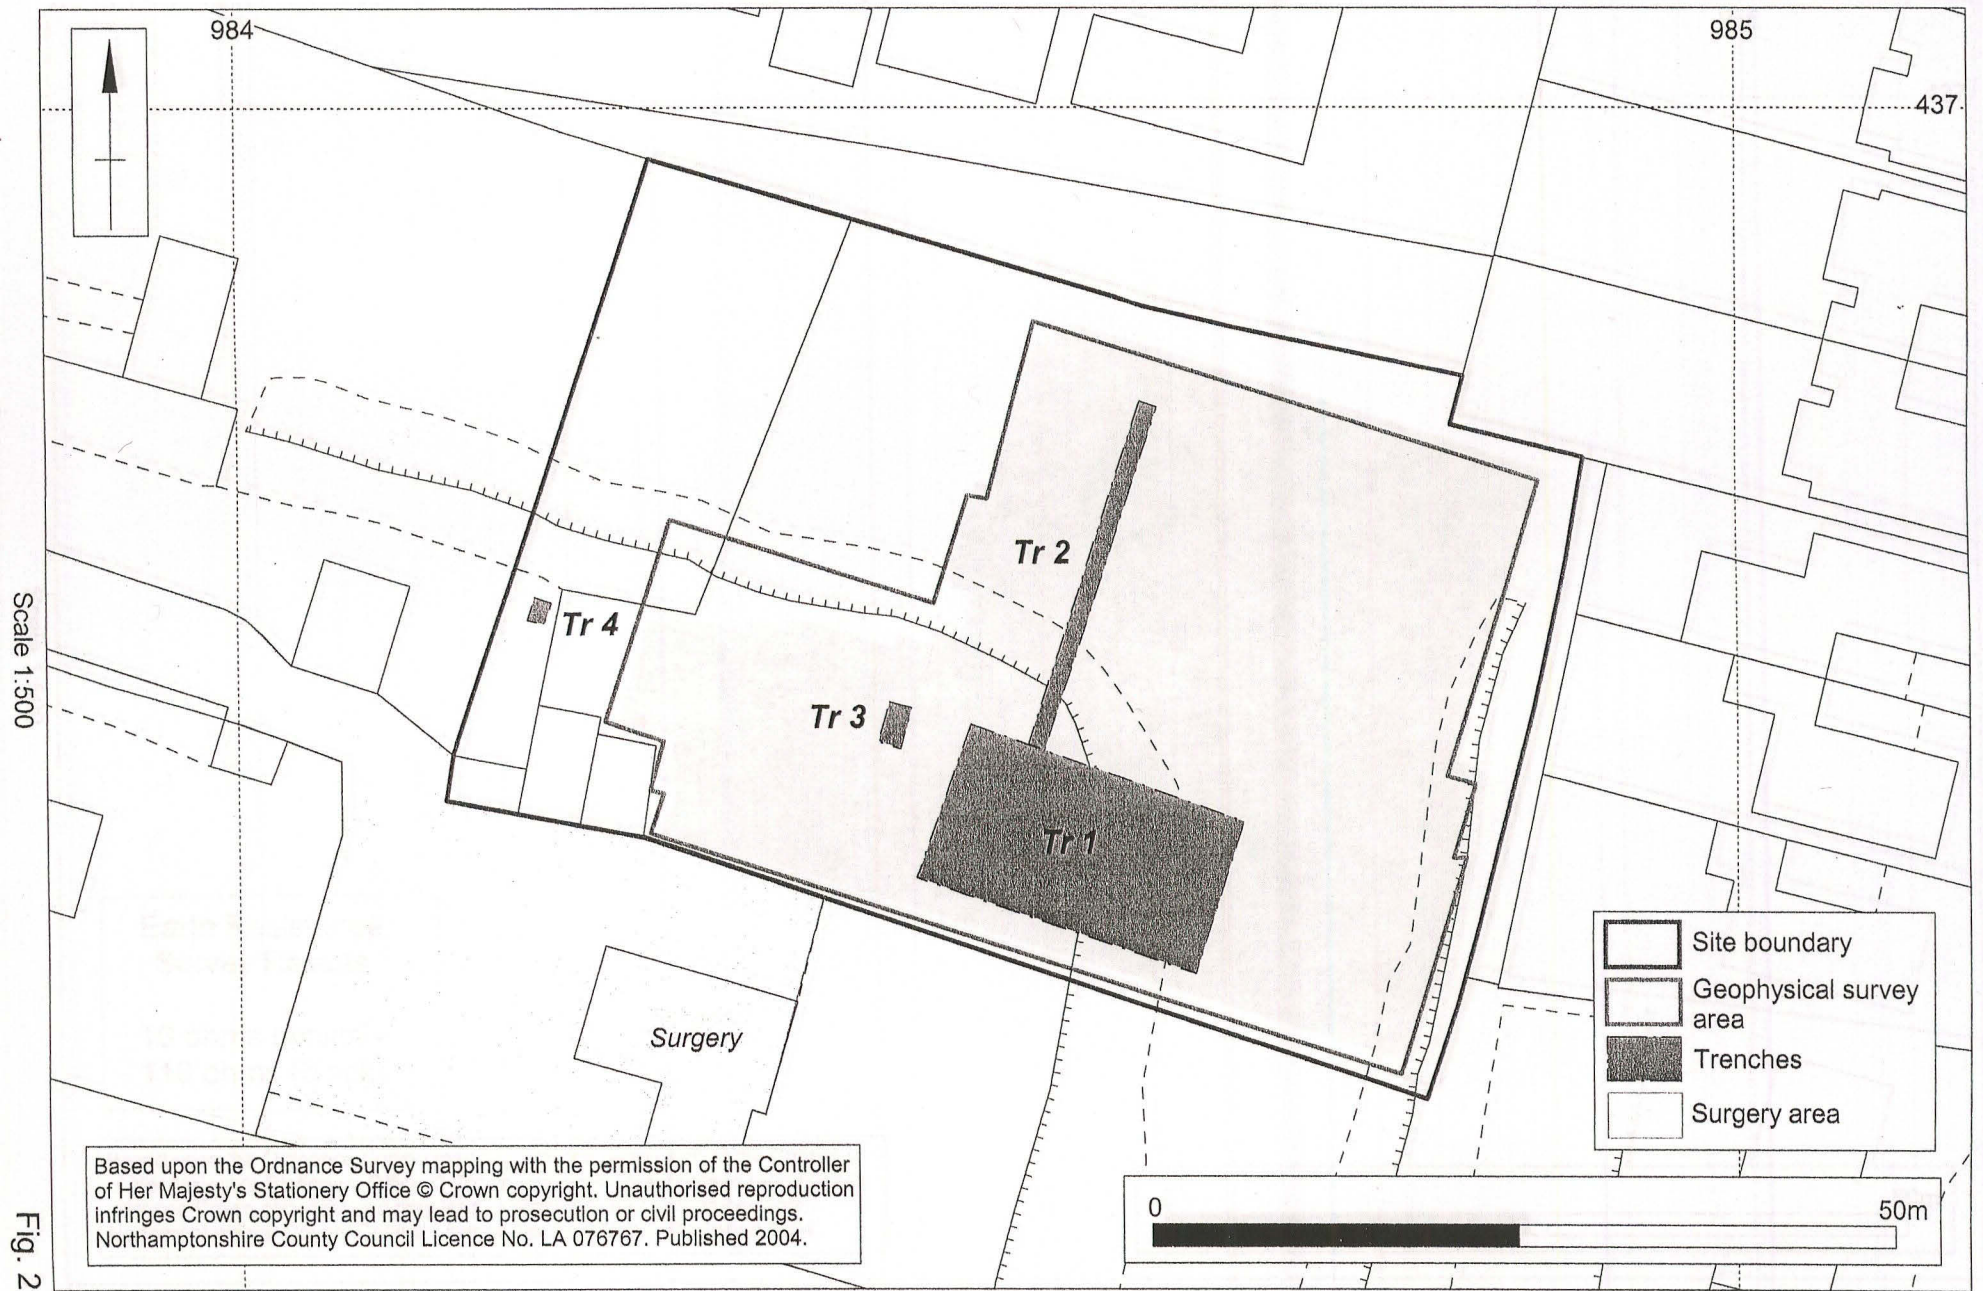 984
985
437
Tr 2
Tr 4
Tr 3
Tr 1
Surgery
Site boundary
Geophysical survey
area
Trenches
Surgery area
Based upon the Ordnance Survey mapping with the permission of the Controller
of Her Majesty's Stationery Office © Crown copyright. Unauthorised reproduction
infringes Crown copyright and may lead to prosecution or civil proceedings.
Northamptonshire County Council Licence No. LA 076767. Published 2004.
0
50m
Scale 1:500
Fig. 2